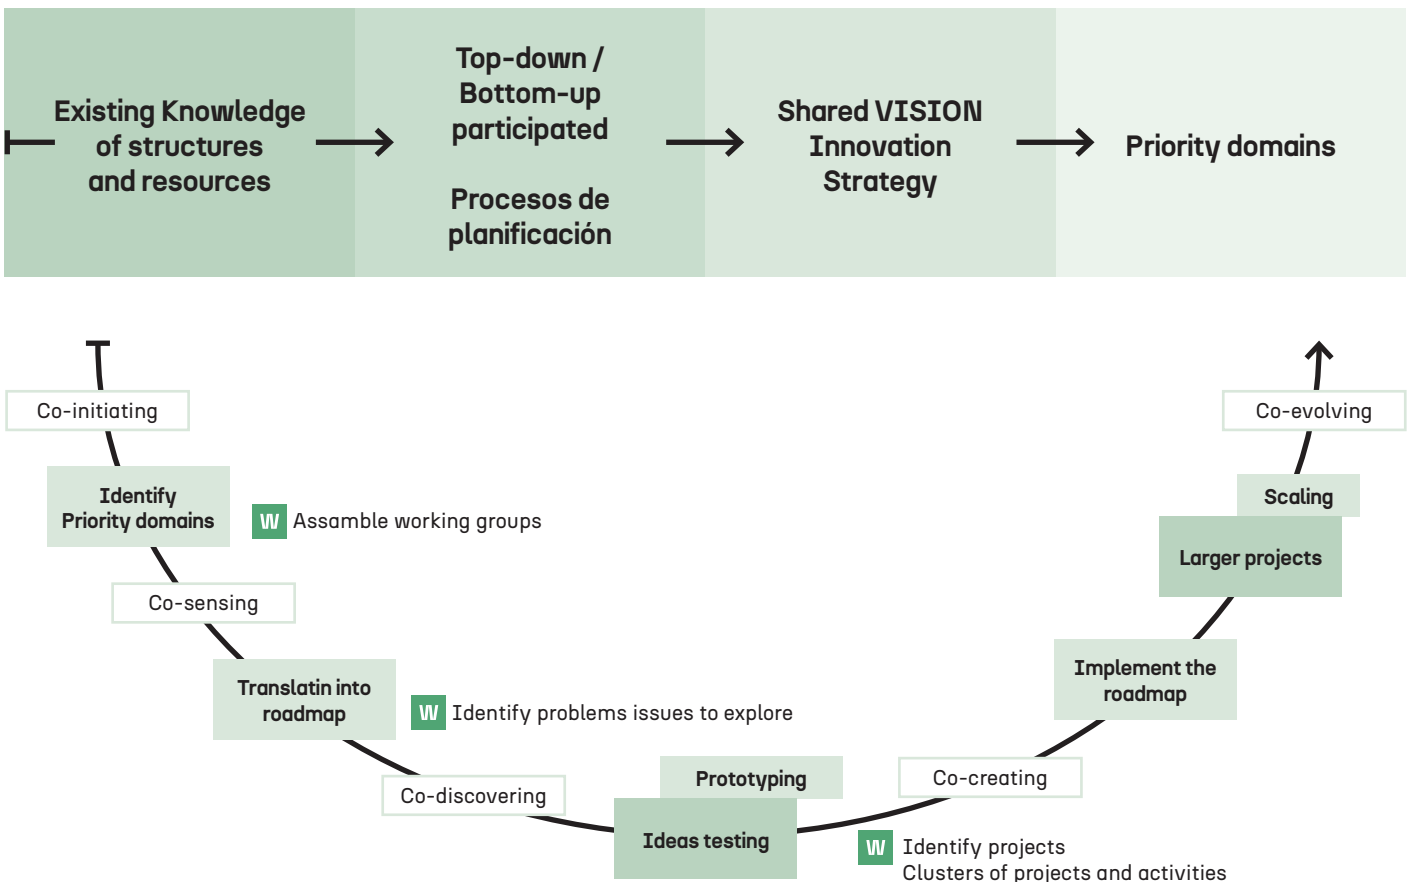 Existing Knowledge
of structures
and resources
Top-down /
Bottom-up
participated
Procesos de
planificación
Shared VISION
Innovation
Strategy
Priority domains
Co-initiating
Identify
Priority domains
W Assamble working groups
Co-sensing
Translatin into
roadmap
W Identify problems issues to explore
Co-discovering
Prototyping
Ideas testing
Co-creating
W Identify projects
Clusters of projects and activities
Implement the
roadmap
Larger projects
Scaling
Co-evolving